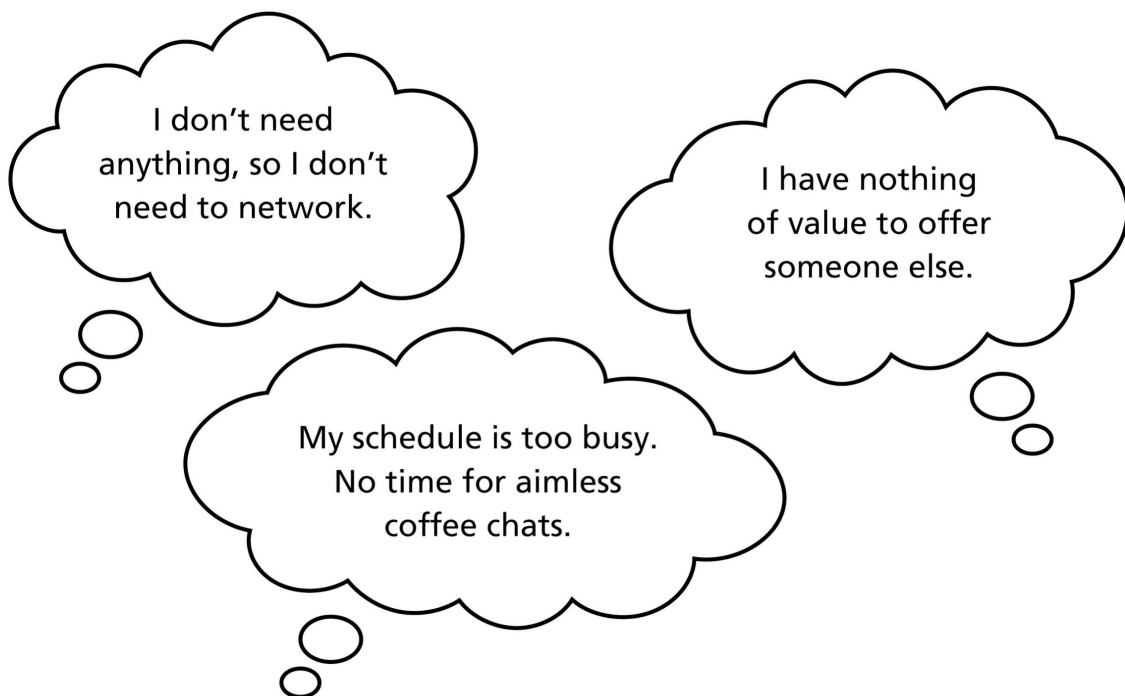 I don’t need
anything, so I don’t
need to network.
I have nothing
of value to offer
someone else.
My schedule is too busy.
No time for aimless
coffee chats.